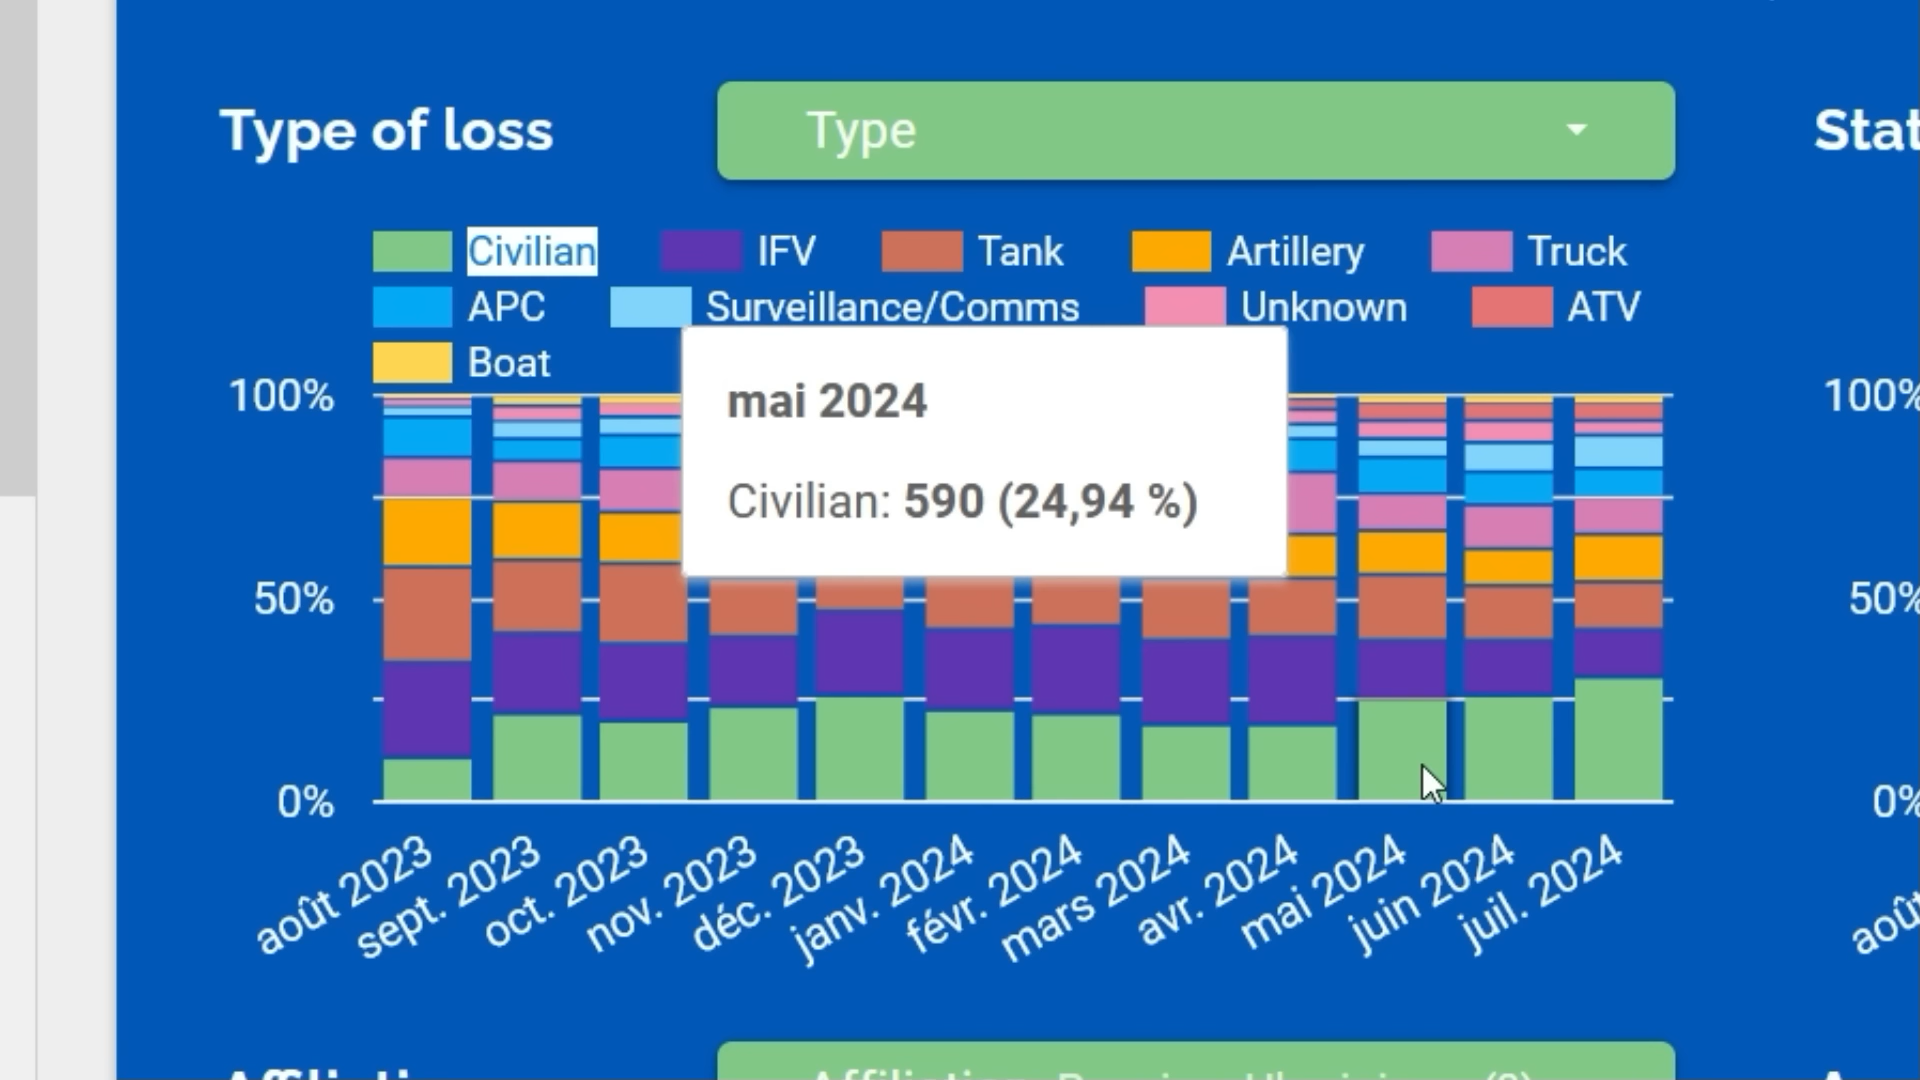 Type of loss
Type
Stat
Civilian IFV Tank Artillery Truck
APC Surveillance/Comms Unknown ATV
Boat
mai 2024
Civilian: 590 (24,94 %)
100%
50%
0%
100%
50%
0%
août 2023 sept. 2023 oct. 2023 nov. 2023 déc. 2023 janv. 2024 févr. 2024 mars 2024 avr. 2024 mai 2024 juin 2024 juil. 2024
août